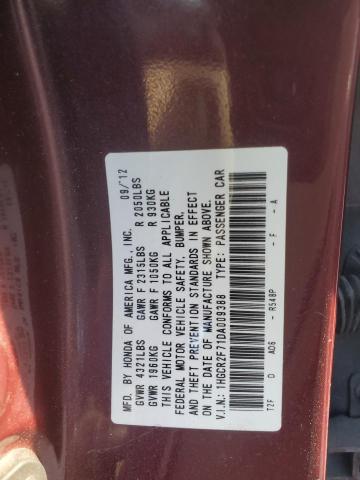 MFD. BY HONDA OF AMERICA MFG., INC. 09/'12
GVWR 4321LBS GAWR F 2315LBS R 2050LBS
GVWR 1960KG GAWR F 1050KG R 930KG
THIS VEHICLE CONFORMS TO ALL APPLICABLE
FEDERAL MOTOR VEHICLE SAFETY, BUMPER,
AND THEFT PREVENTION STANDARDS IN EFFECT
ON THE DATE OF MANUFACTURE SHOWN ABOVE.
V.I.N.: 1HGCR2F71DA009388 TYPE: PASSENGER CAR
T2F D AD6 - R548P - F - A